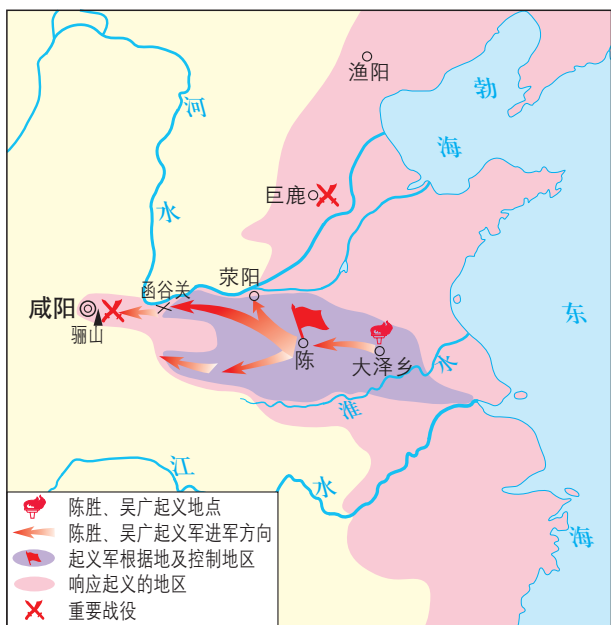 渔阳
勃
海
河
水
巨鹿
荥阳
函谷关
咸阳
骊山
陈
大泽乡
淮
水
东
海
江
水
陈胜、吴广起义地点
陈胜、吴广起义军进军方向
起义军根据地及控制地区
响应起义的地区
重要战役